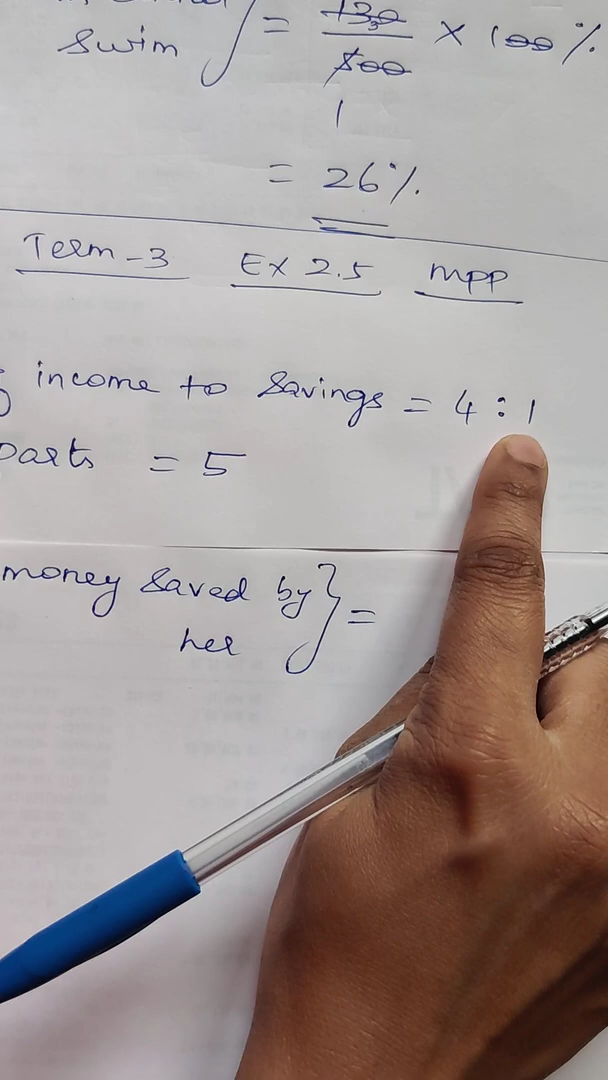 swim } = 130/500 × 100%
1
= 26%
Term-3 Ex 2.5 MPP
income to savings = 4 : 1
parts = 5
money saved by
her } =